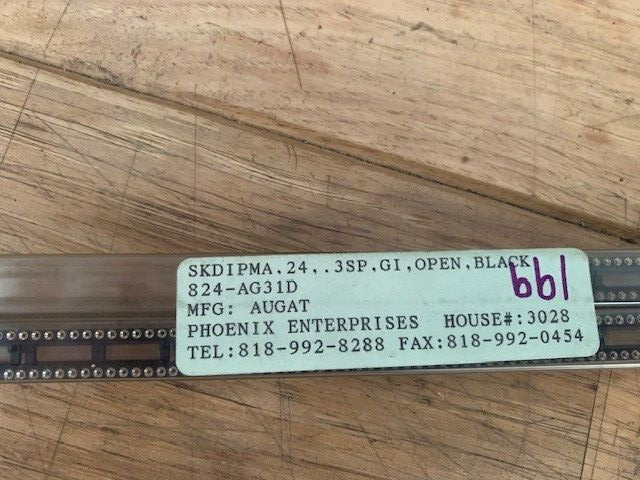 SKDIPMA,24,.3SP,GI,OPEN,BLACK
824-AG31D
MFG: AUGAT
PHOENIX ENTERPRISES HOUSE#:3028
TEL:818-992-8288 FAX:818-992-0454